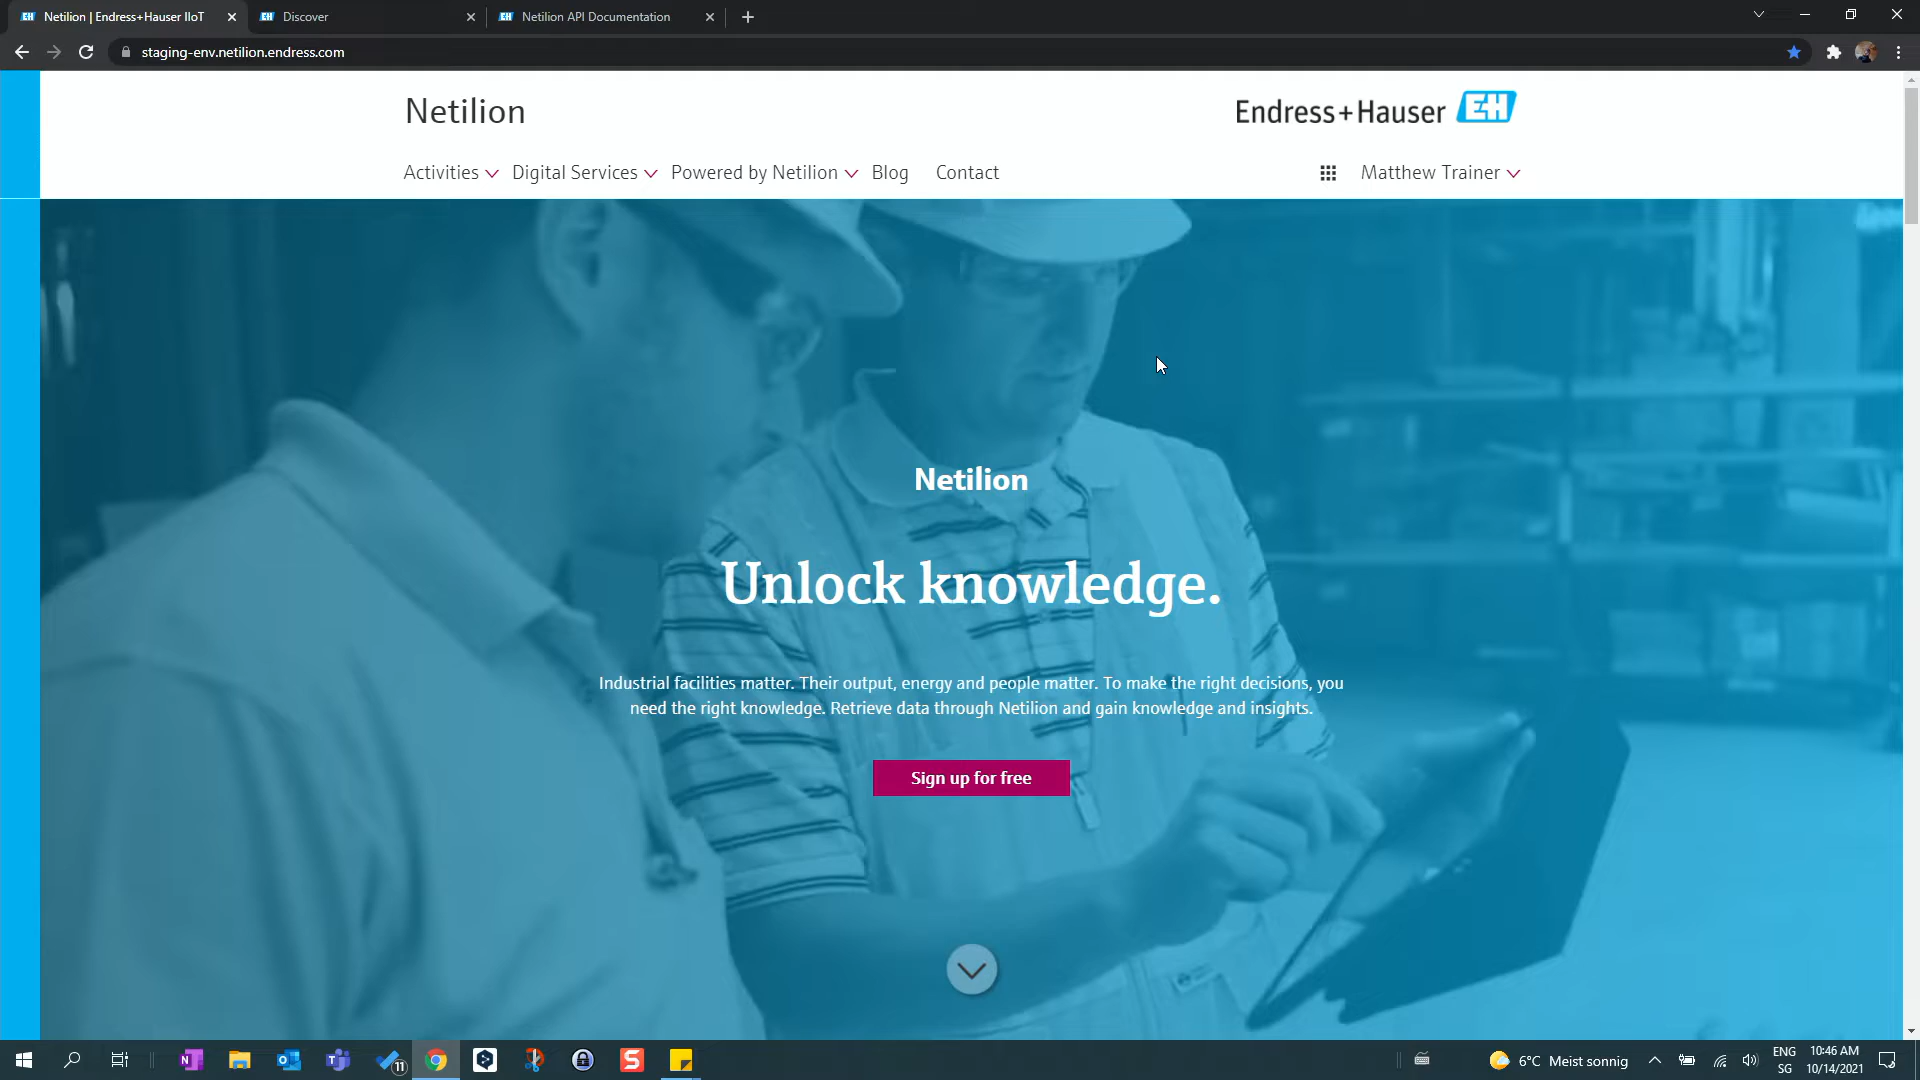 Netilion | Endress+Hauser IIoT
Discover
Netilion API Documentation
staging-env.netilion.endress.com
Netilion
Endress+Hauser EH
Activities Digital Services Powered by Netilion Blog Contact
Matthew Trainer
Netilion
Unlock knowledge.
Industrial facilities matter. Their output, energy and people matter. To make the right decisions, you
need the right knowledge. Retrieve data through Netilion and gain knowledge and insights.
Sign up for free
11
6°C Meist sonnig
ENG
SG
10:46 AM
10/14/2021